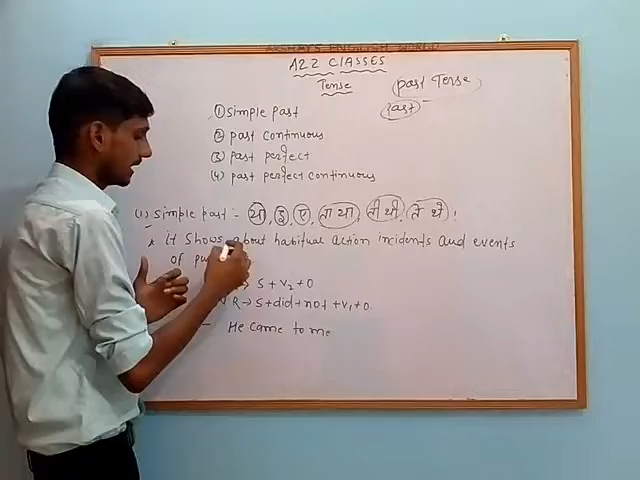 AKSHAY'S ENGLISH
A2Z CLASSES
Tense
past Tense
past
① simple past
② past continuous
(3) past perfect
(4) past perfect continuous
(1) Simple past :- या, इ, ए, ता था, ती थी, ते थे !
* it shows about habitual action incidents and events
of
→ S + V2 + O
R → S + did + not + V1 + O.
— He came to me